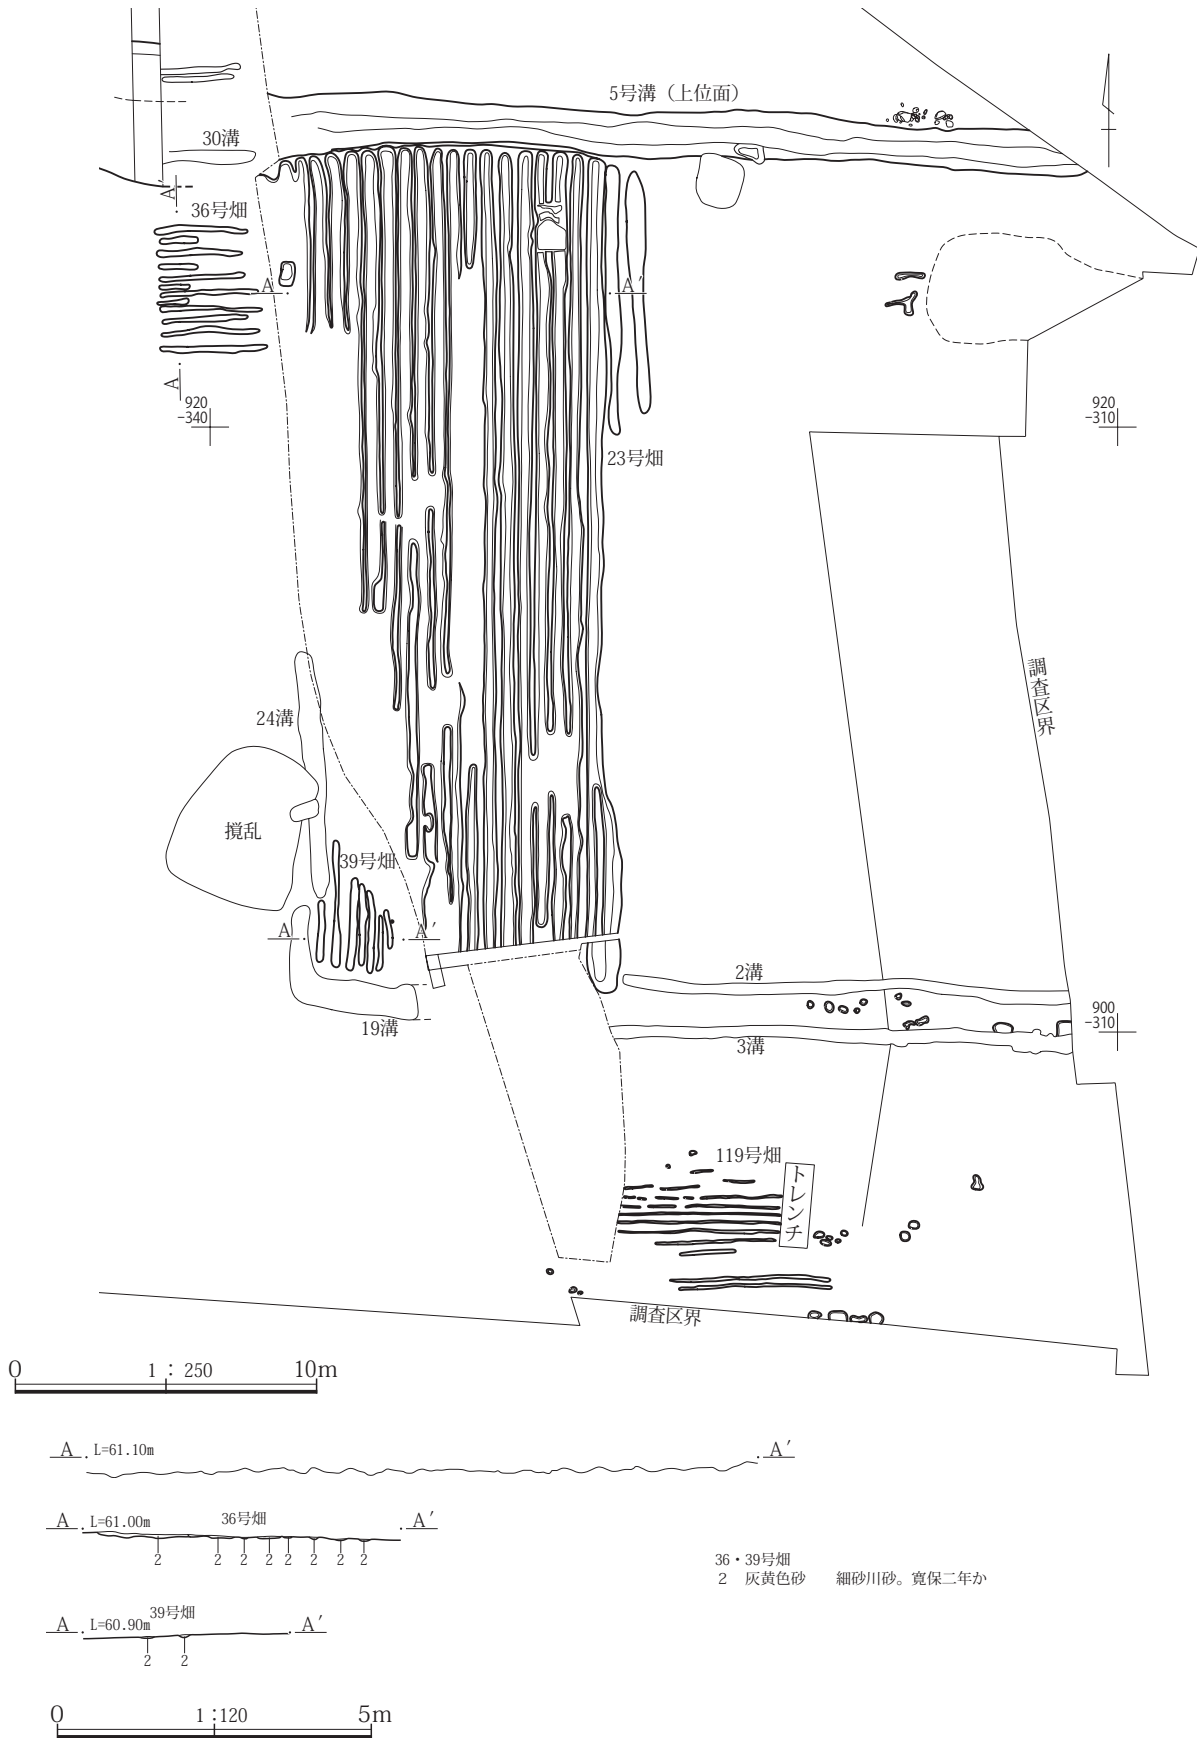 5号溝（上位面）
30溝
A
36号畑
A
A′
A
920
-340
920
-310
23号畑
調査区界
24溝
撹乱
39号畑
A
A′
2溝
19溝
900
-310
3溝
119号畑
トレンチ
調査区界
0 1：250 10m
A L=61.10m A′
A L=61.00m 36号畑 A′
2 2 2 2 2 2 2 2
36・39号畑
2 灰黄色砂 細砂川砂。寛保二年か
A L=60.90m 39号畑 A′
2 2
0 1：120 5m